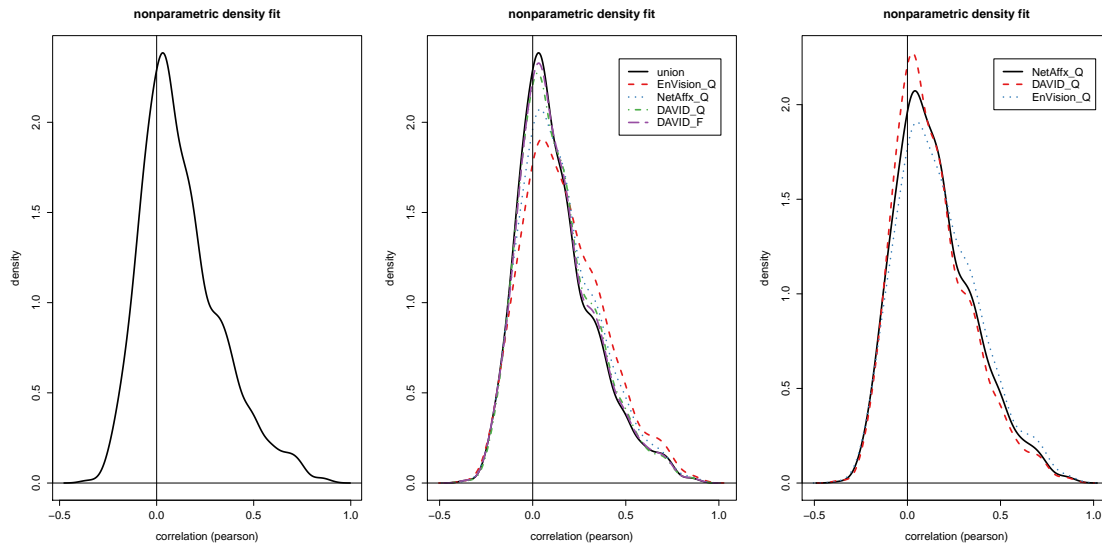 nonparametric density fit
density
0.0
0.5
1.0
1.5
2.0
−0.5
0.0
0.5
1.0
correlation (pearson)
nonparametric density fit
density
0.0
0.5
1.0
1.5
2.0
union
EnVision_Q
NetAffx_Q
DAVID_Q
DAVID_F
−0.5
0.0
0.5
1.0
correlation (pearson)
nonparametric density fit
density
0.0
0.5
1.0
1.5
2.0
NetAffx_Q
DAVID_Q
EnVision_Q
−0.5
0.0
0.5
1.0
correlation (pearson)